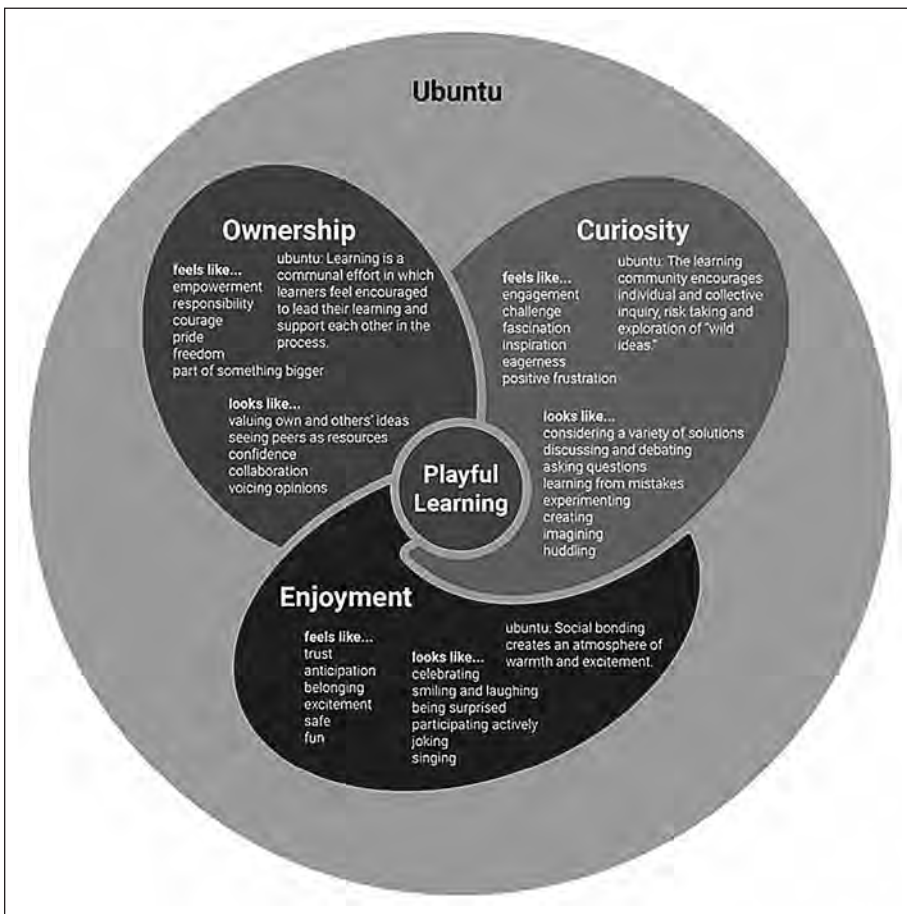 Ubuntu
Ownership
feels like...
empowerment
responsibility
courage
pride
freedom
part of something bigger
ubuntu: Learning is a
communal effort in which
learners feel encouraged
to lead their learning and
support each other in the
process.
looks like...
valuing own and others' ideas
seeing peers as resources
confidence
collaboration
voicing opinions
Curiosity
feels like...
engagement
challenge
fascination
inspiration
eagerness
positive frustration
ubuntu: The learning
community encourages
individual and collective
inquiry, risk taking and
exploration of "wild
ideas."
looks like...
considering a variety of solutions
discussing and debating
asking questions
learning from mistakes
experimenting
creating
imagining
huddling
Playful
Learning
Enjoyment
feels like...
trust
anticipation
belonging
excitement
safe
fun
looks like...
celebrating
smiling and laughing
being surprised
participating actively
joking
singing
ubuntu: Social bonding
creates an atmosphere of
warmth and excitement.